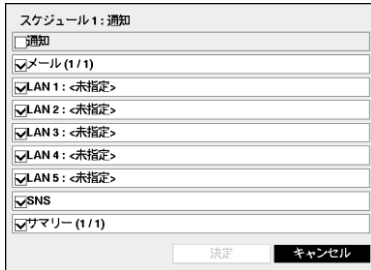 スケジュール1:通知
通知
メール (1 / 1)
LAN 1 : <未指定>
LAN 2 : <未指定>
LAN 3 : <未指定>
LAN 4 : <未指定>
LAN 5 : <未指定>
SNS
サマリー (1 / 1)
決定 キャンセル